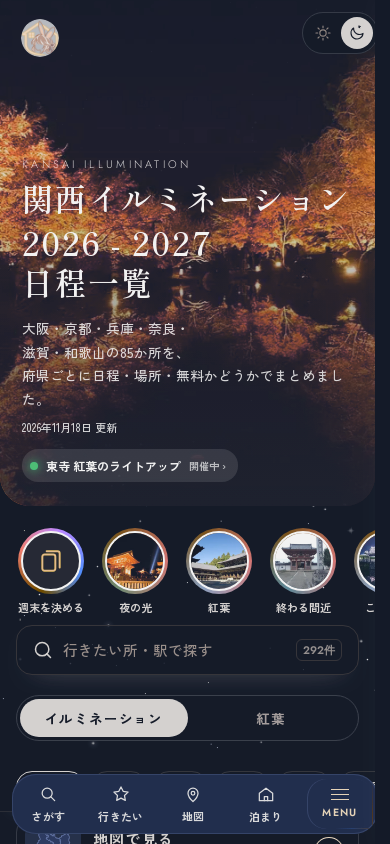 KANSAI ILLUMINATION
関西イルミネーション
2026 - 2027
日程一覧
大阪・京都・兵庫・奈良・
滋賀・和歌山の85か所を、
府県ごとに日程・場所・無料かどうかでまとめまし
た。
2026年11月18日 更新
東寺 紅葉のライトアップ 開催中 ›
週末を決める 夜の光 紅葉 終わる間近 こ
行きたい所・駅で探す 292件
イルミネーション 紅葉
地図で見る
さがす 行きたい 地図 泊まり MENU